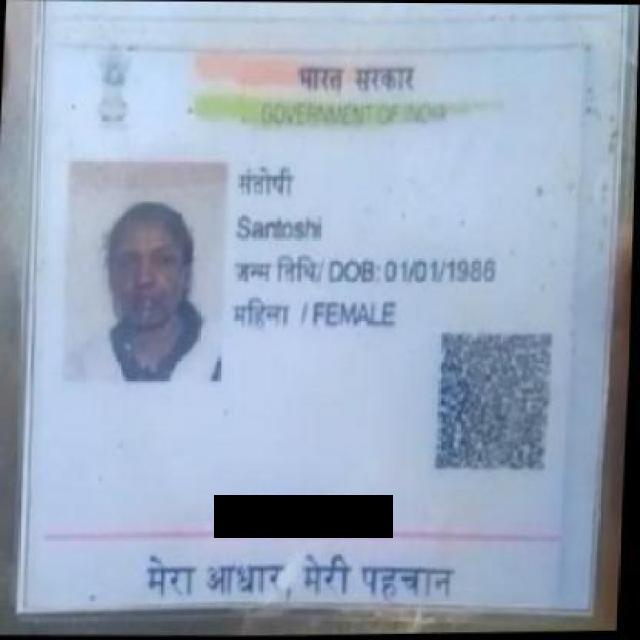 भारत सरकार
GOVERNMENT OF INDIA
संतोषी
Santoshi
जन्म तिथि/ DOB: 01/01/1986
महिला / FEMALE
मेरा आधार, मेरी पहचान